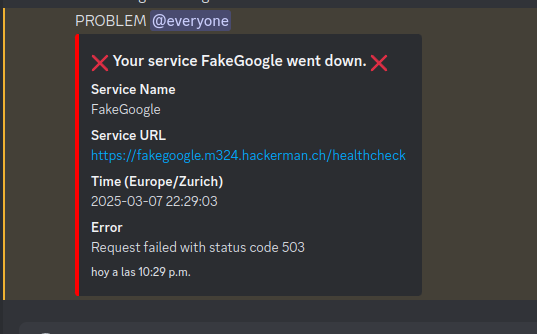 PROBLEM @everyone
❌ Your service FakeGoogle went down. ❌
Service Name
FakeGoogle
Service URL
https://fakegoogle.m324.hackerman.ch/healthcheck
Time (Europe/Zurich)
2025-03-07 22:29:03
Error
Request failed with status code 503
hoy a las 10:29 p.m.